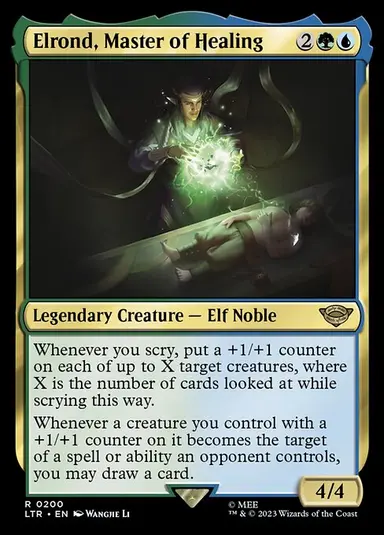 Elrond, Master of Healing 2
Legendary Creature — Elf Noble
Whenever you scry, put a +1/+1 counter
on each of up to X target creatures, where
X is the number of cards looked at while
scrying this way.
Whenever a creature you control with a
+1/+1 counter on it becomes the target
of a spell or ability an opponent controls,
you may draw a card.
4/4
R 0200
LTR • EN Wangjie Li
© MEE
™ & © 2023 Wizards of the Coast